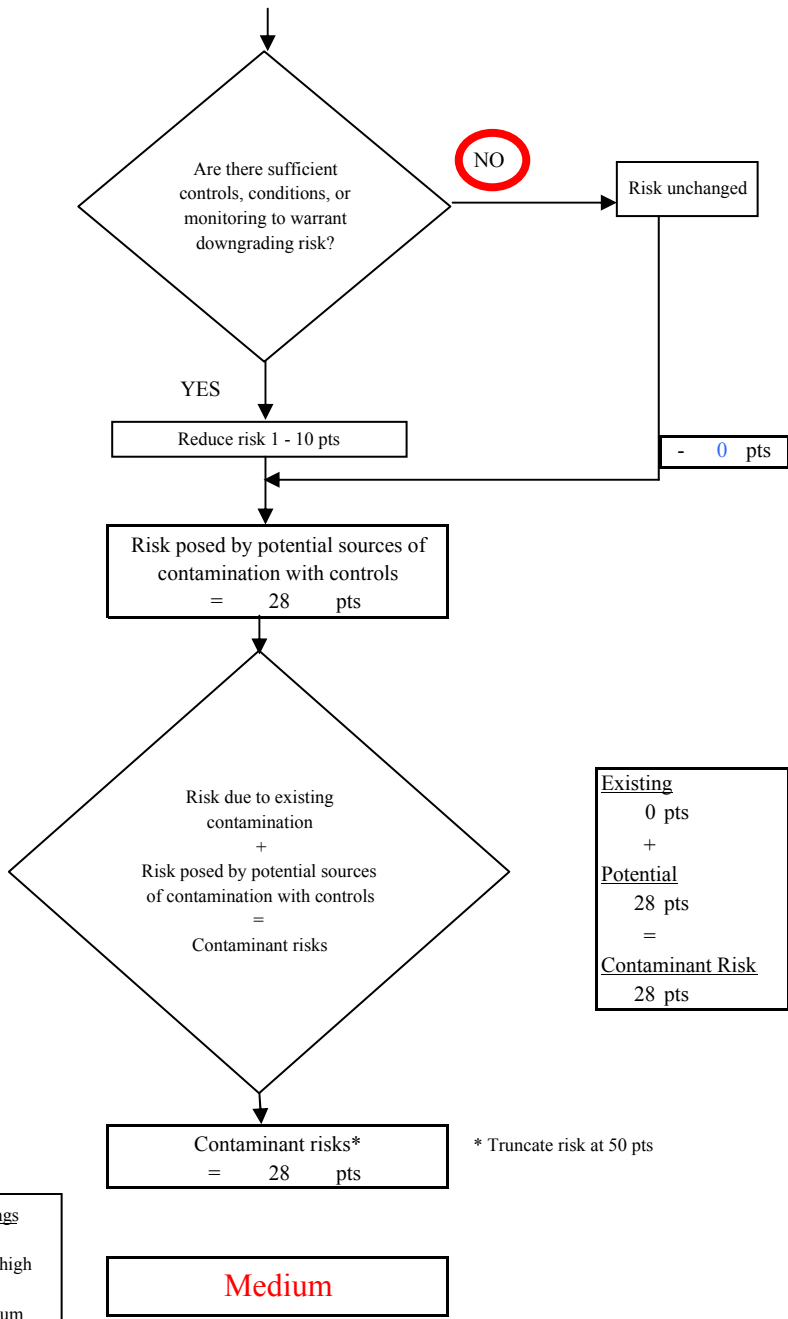 Are there sufficient
controls, conditions, or
monitoring to warrant
downgrading risk?
NO
Risk unchanged
YES
Reduce risk 1 - 10 pts
- 0 pts
Risk posed by potential sources of
contamination with controls
= 28 pts
Risk due to existing
contamination
+
Risk posed by potential sources
of contamination with controls
=
Contaminant risks
Existing
0 pts
+
Potential
28 pts
=
Contaminant Risk
28 pts
Contaminant risks*
= 28 pts
* Truncate risk at 50 pts
high
Medium